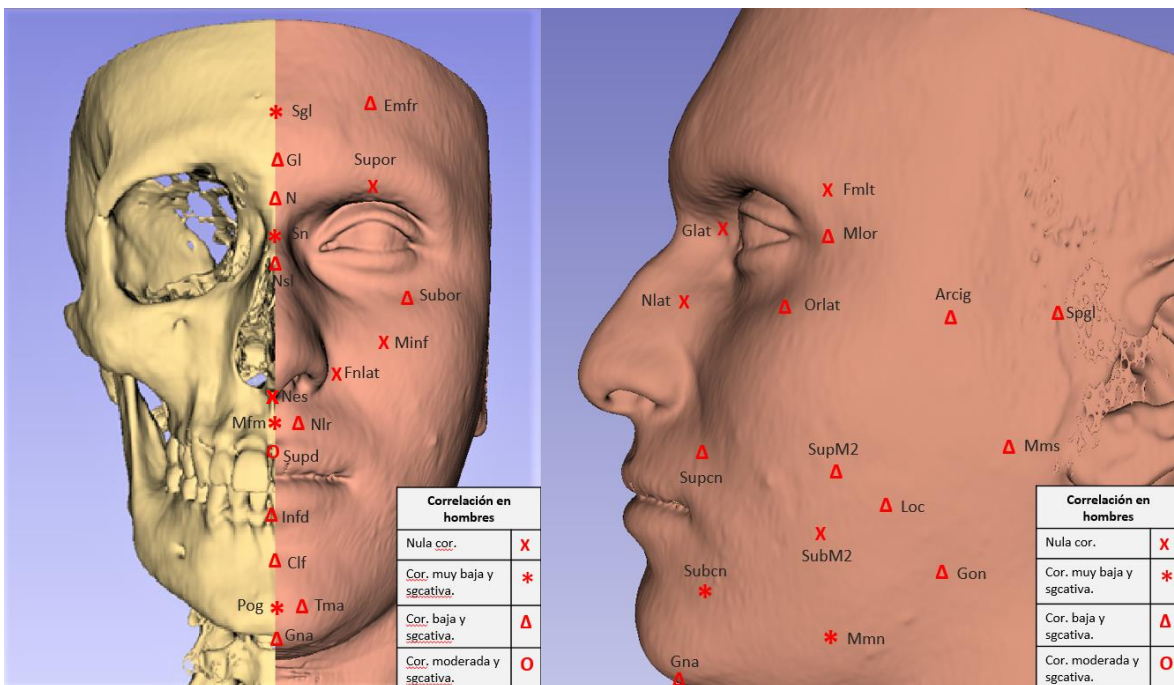 Sgl
Emfr
Gl
Supor
N
Sn
Nsl
Subor
Minf
Fnlat
Nes
Mfm
Nlr
Supd
Infd
Clf
Pog
Tma
Gna
Correlación en
hombres
Nula cor.
X
Cor. muy baja y
sgcativa.
*
Cor. baja y
sgcativa.
Δ
Cor. moderada y
sgcativa.
O
Fmlt
Glat
Mlor
Nlat
Orlat
Arcig
Spgl
Supcn
SupM2
Mms
Loc
SubM2
Subcn
Gon
Mmn
Gna
Correlación en
hombres
Nula cor.
X
Cor. muy baja y
sgcativa.
*
Cor. baja y
sgcativa.
Δ
Cor. moderada y
sgcativa.
O